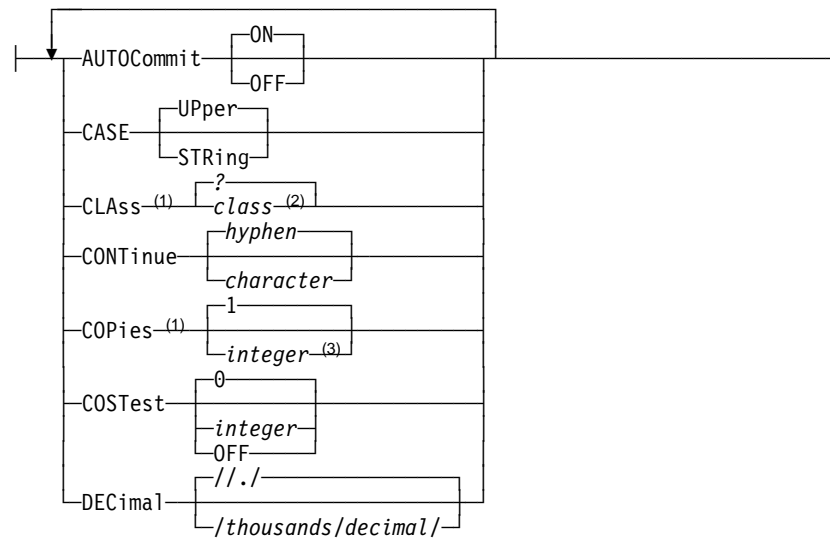 ON
AUTOCommit
OFF
UPper
CASE
STRing
?
CLAss (1) class (2)
hyphen
CONTinue
character
1
COPies (1)
integer (3)
0
COSTest
integer
OFF
//./
DECimal
/thousands/decimal/